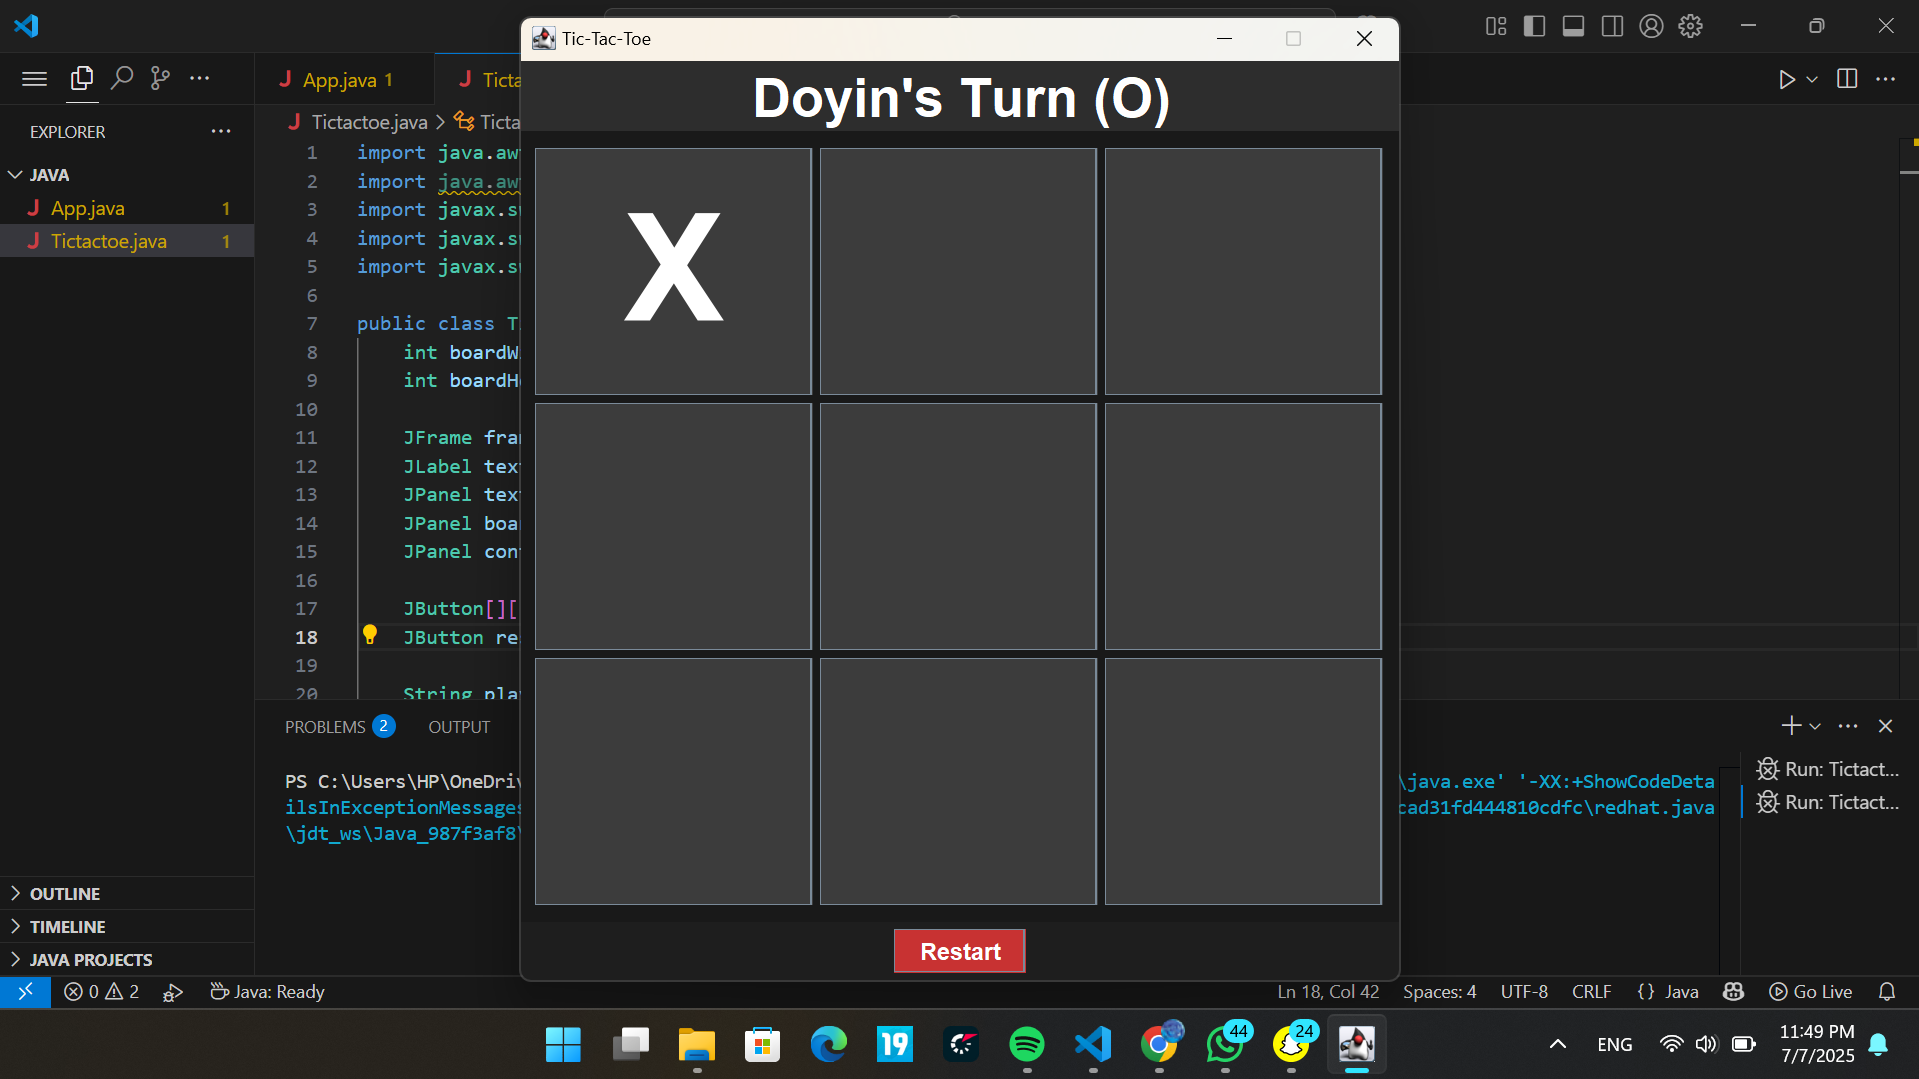 Tic-Tac-Toe
Doyin's Turn (O)
X
Restart
App.java 1
Tictactoe.java >
EXPLORER
JAVA
App.java 1
Tictactoe.java 1
OUTLINE
TIMELINE
JAVA PROJECTS
1 import java.aw
2 import java.aw
3 import javax.s
4 import javax.s
5 import javax.s
6
7 public class T
8 int boardW
9 int boardH
10
11 JFrame fra
12 JLabel tex
13 JPanel tex
14 JPanel boa
15 JPanel con
16
17 JButton[][
18 JButton re
19
20 String pla
PROBLEMS 2
OUTPUT
PS C:\Users\HP\OneDri
\java.exe' '-XX:+ShowCodeDeta
ilsInExceptionMessages
cad31fd444810cdfc\redhat.java
\jdt_ws\Java_987f3af8
Run: Tictact...
Run: Tictact...
0 2
Java: Ready
Ln 18, Col 42
Spaces: 4
UTF-8
CRLF
{} Java
Go Live
19
44
24
ENG
11:49 PM
7/7/2025